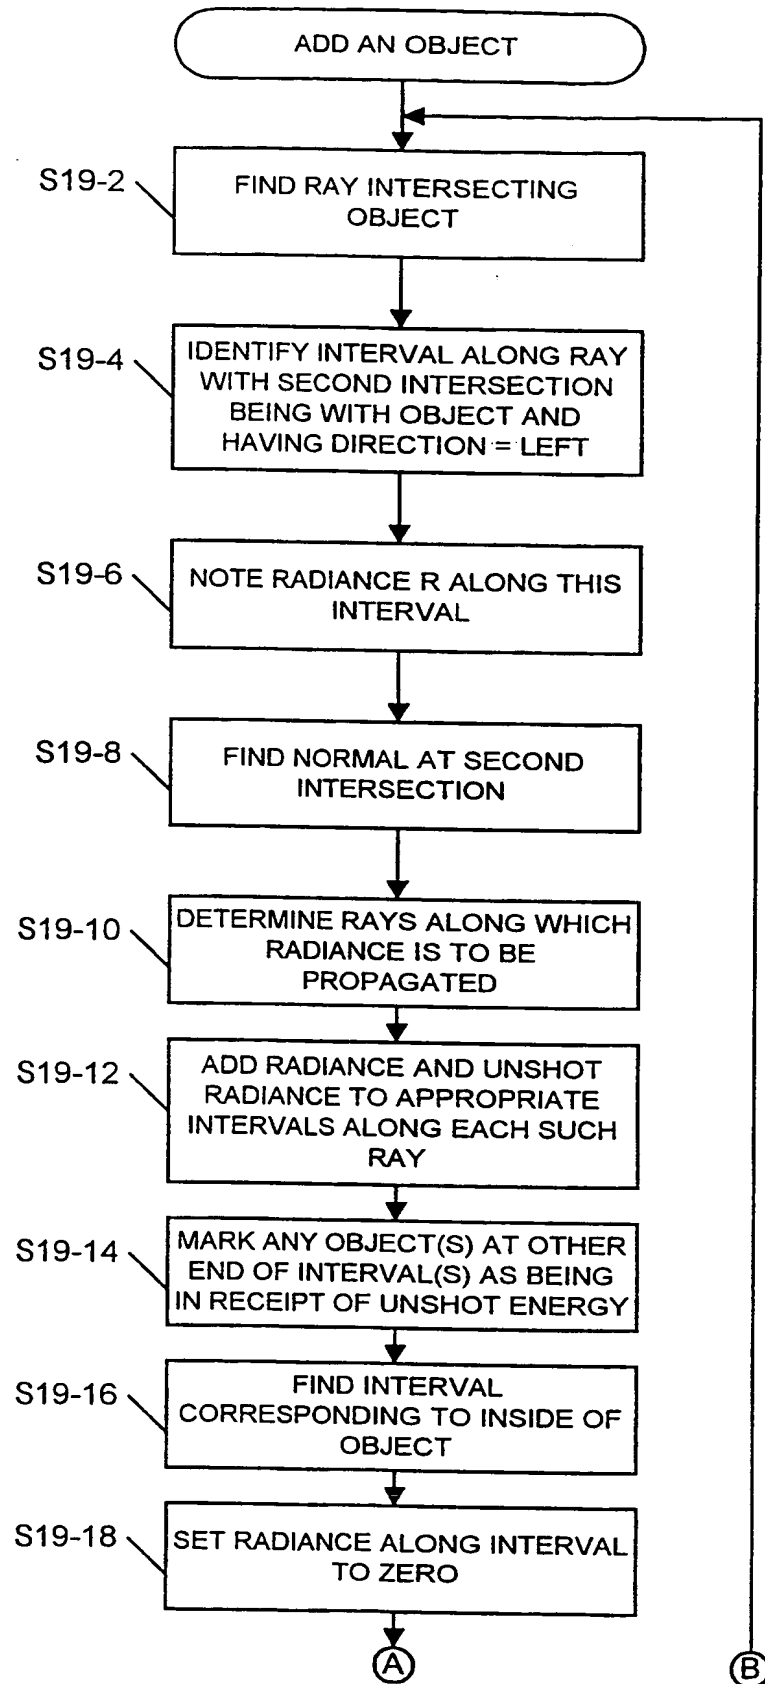 ADD AN OBJECT
S19-2
FIND RAY INTERSECTING
OBJECT
S19-4
IDENTIFY INTERVAL ALONG RAY
WITH SECOND INTERSECTION
BEING WITH OBJECT AND
HAVING DIRECTION = LEFT
S19-6
NOTE RADIANCE R ALONG THIS
INTERVAL
S19-8
FIND NORMAL AT SECOND
INTERSECTION
S19-10
DETERMINE RAYS ALONG WHICH
RADIANCE IS TO BE
PROPAGATED
S19-12
ADD RADIANCE AND UNSHOT
RADIANCE TO APPROPRIATE
INTERVALS ALONG EACH SUCH
RAY
S19-14
MARK ANY OBJECT(S) AT OTHER
END OF INTERVAL(S) AS BEING
IN RECEIPT OF UNSHOT ENERGY
S19-16
FIND INTERVAL
CORRESPONDING TO INSIDE OF
OBJECT
S19-18
SET RADIANCE ALONG INTERVAL
TO ZERO
A
B